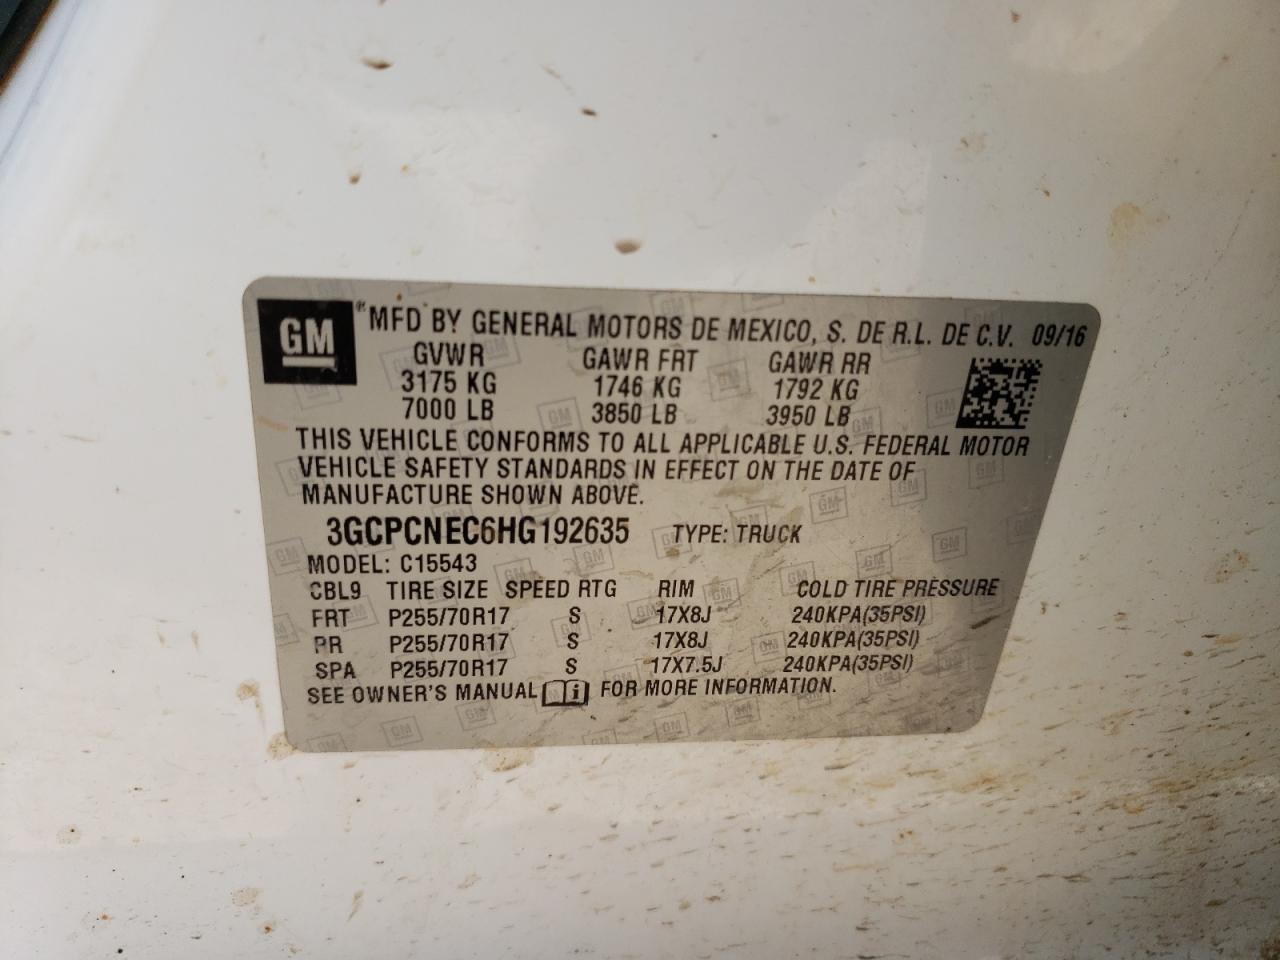 GM
MFD BY GENERAL MOTORS DE MEXICO, S. DE R.L. DE C.V. 09/16
GVWR GAWR FRT GAWR RR
3175 KG 1746 KG 1792 KG
7000 LB 3850 LB 3950 LB
THIS VEHICLE CONFORMS TO ALL APPLICABLE U.S. FEDERAL MOTOR
VEHICLE SAFETY STANDARDS IN EFFECT ON THE DATE OF
MANUFACTURE SHOWN ABOVE.
3GCPCNEC6HG192635 TYPE: TRUCK
MODEL: C15543
CBL9 TIRE SIZE SPEED RTG RIM COLD TIRE PRESSURE
FRT P255/70R17 S 17X8J 240KPA(35PSI)
RR P255/70R17 S 17X8J 240KPA(35PSI)
SPA P255/70R17 S 17X7.5J 240KPA(35PSI)
SEE OWNER'S MANUAL i FOR MORE INFORMATION.